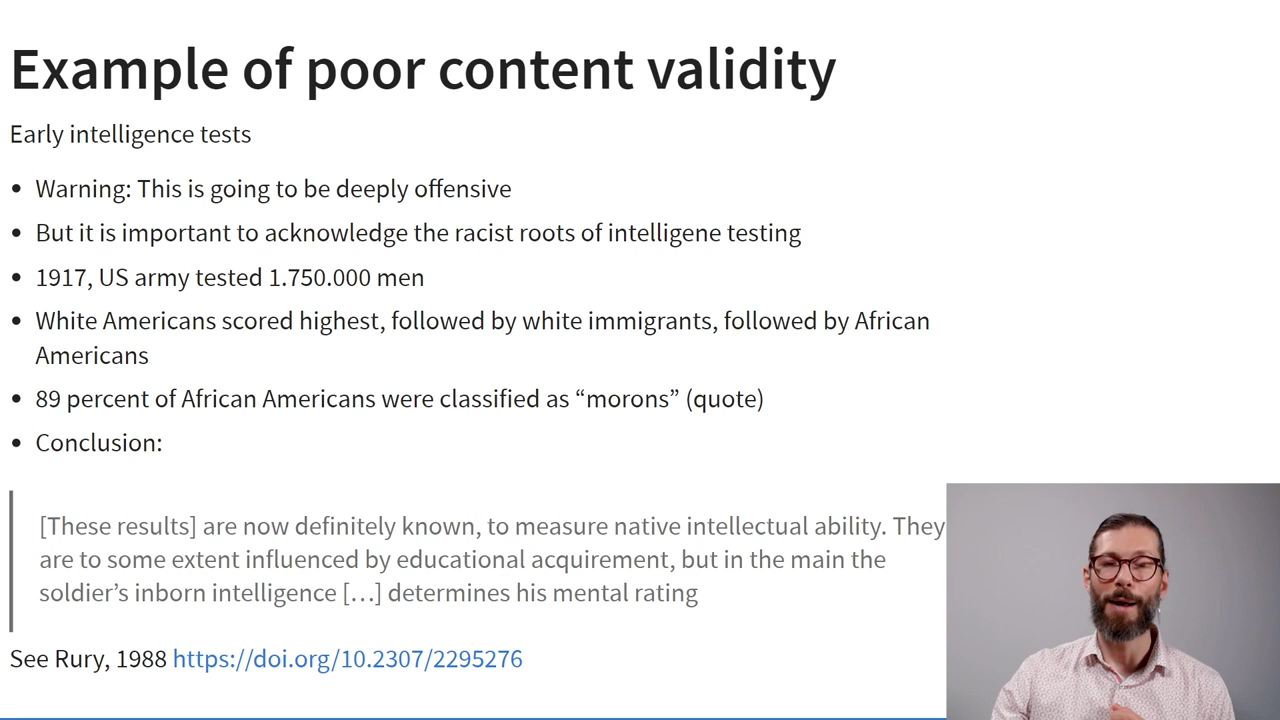 Example of poor content validity
Early intelligence tests
• Warning: This is going to be deeply offensive
• But it is important to acknowledge the racist roots of intelligene testing
• 1917, US army tested 1.750.000 men
• White Americans scored highest, followed by white immigrants, followed by African
Americans
• 89 percent of African Americans were classified as “morons” (quote)
• Conclusion:
[These results] are now definitely known, to measure native intellectual ability. They
are to some extent influenced by educational acquirement, but in the main the
soldier’s inborn intelligence […] determines his mental rating
See Rury, 1988 https://doi.org/10.2307/2295276